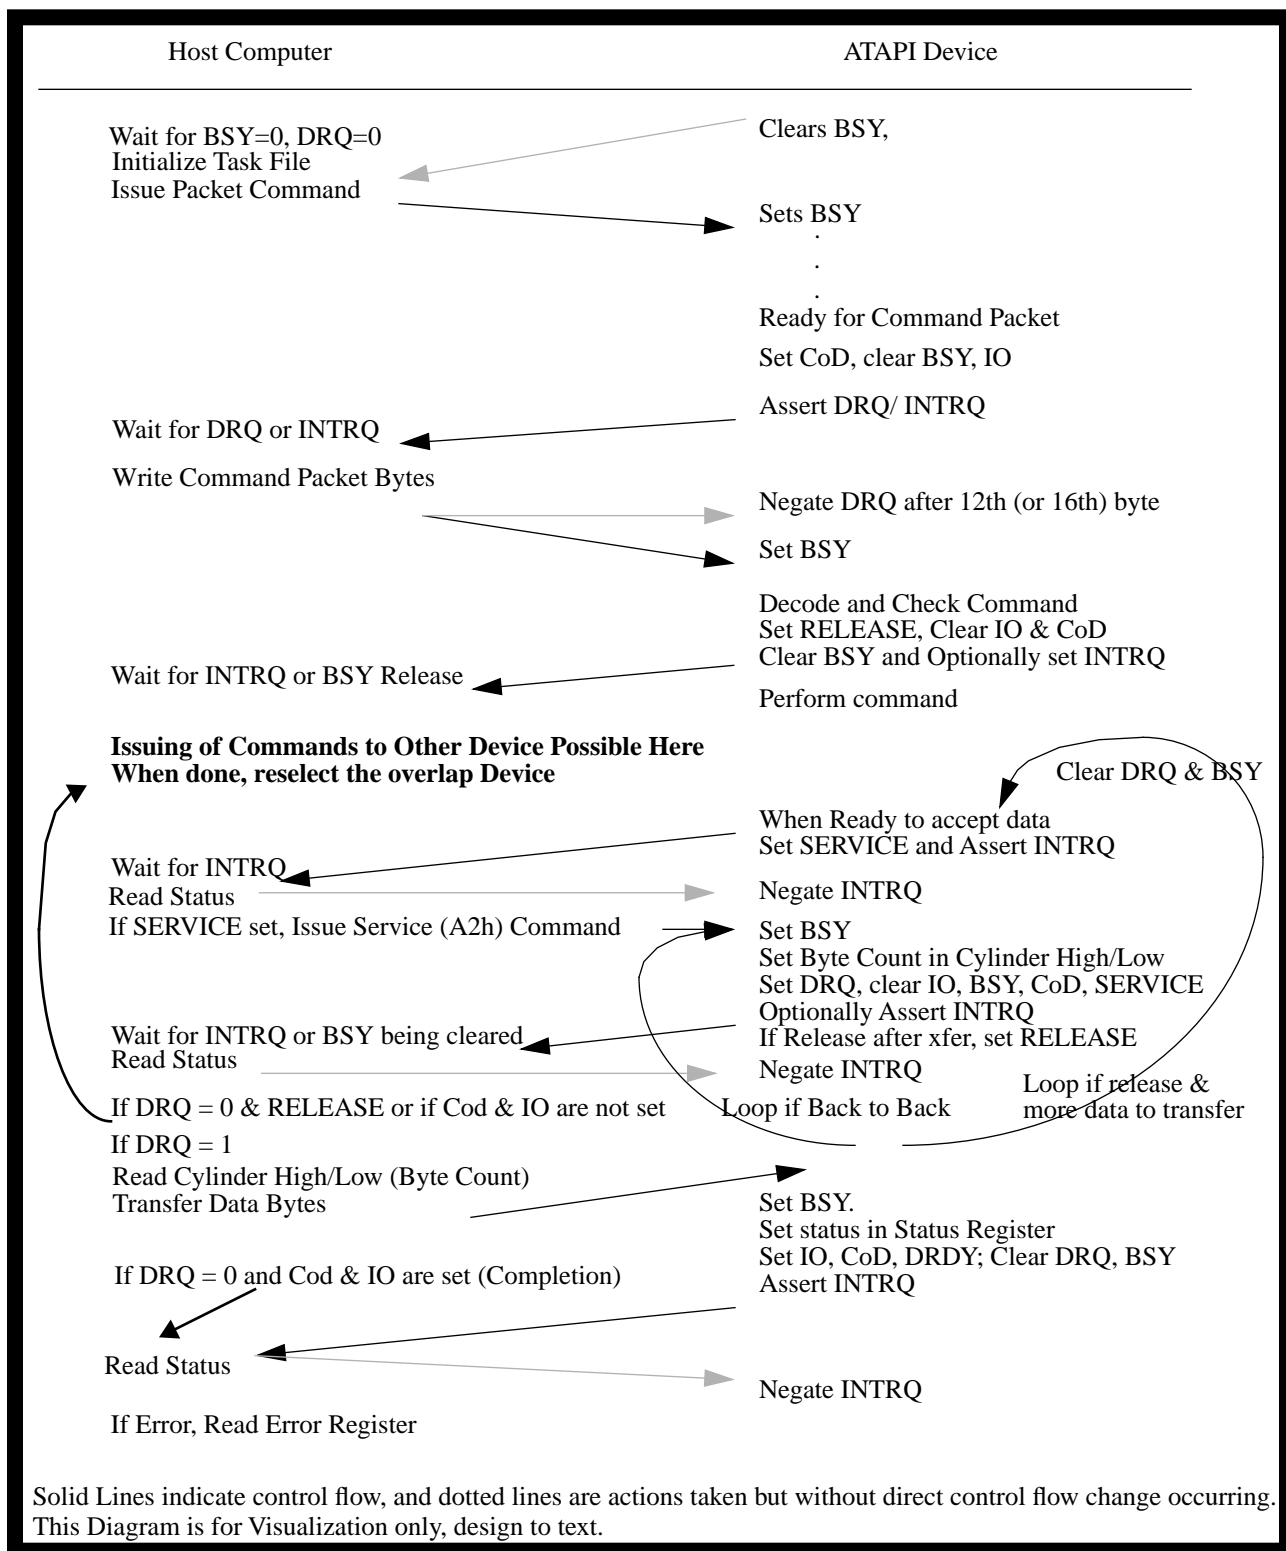 Host Computer
ATAPI Device
Clears BSY,
Wait for BSY=0, DRQ=0
Initialize Task File
Issue Packet Command
Sets BSY
.
.
.
Ready for Command Packet
Set CoD, clear BSY, IO
Assert DRQ/ INTRQ
Wait for DRQ or INTRQ
Write Command Packet Bytes
Negate DRQ after 12th (or 16th) byte
Set BSY
Decode and Check Command
Set RELEASE, Clear IO & CoD
Clear BSY and Optionally set INTRQ
Wait for INTRQ or BSY Release
Perform command
Issuing of Commands to Other Device Possible Here
When done, reselect the overlap Device
Clear DRQ & BSY
When Ready to accept data
Set SERVICE and Assert INTRQ
Wait for INTRQ
Read Status
Negate INTRQ
If SERVICE set, Issue Service (A2h) Command
Set BSY
Set Byte Count in Cylinder High/Low
Set DRQ, clear IO, BSY, CoD, SERVICE
Optionally Assert INTRQ
Wait for INTRQ or BSY being cleared
If Release after xfer, set RELEASE
Read Status
Negate INTRQ
Loop if release &
more data to transfer
If DRQ = 0 & RELEASE or if Cod & IO are not set
Loop if Back to Back
If DRQ = 1
Read Cylinder High/Low (Byte Count)
Transfer Data Bytes
Set BSY.
Set status in Status Register
Set IO, CoD, DRDY; Clear DRQ, BSY
Assert INTRQ
If DRQ = 0 and Cod & IO are set (Completion)
Read Status
Negate INTRQ
If Error, Read Error Register
Solid Lines indicate control flow, and dotted lines are actions taken but without direct control flow change occurring.
This Diagram is for Visualization only, design to text.